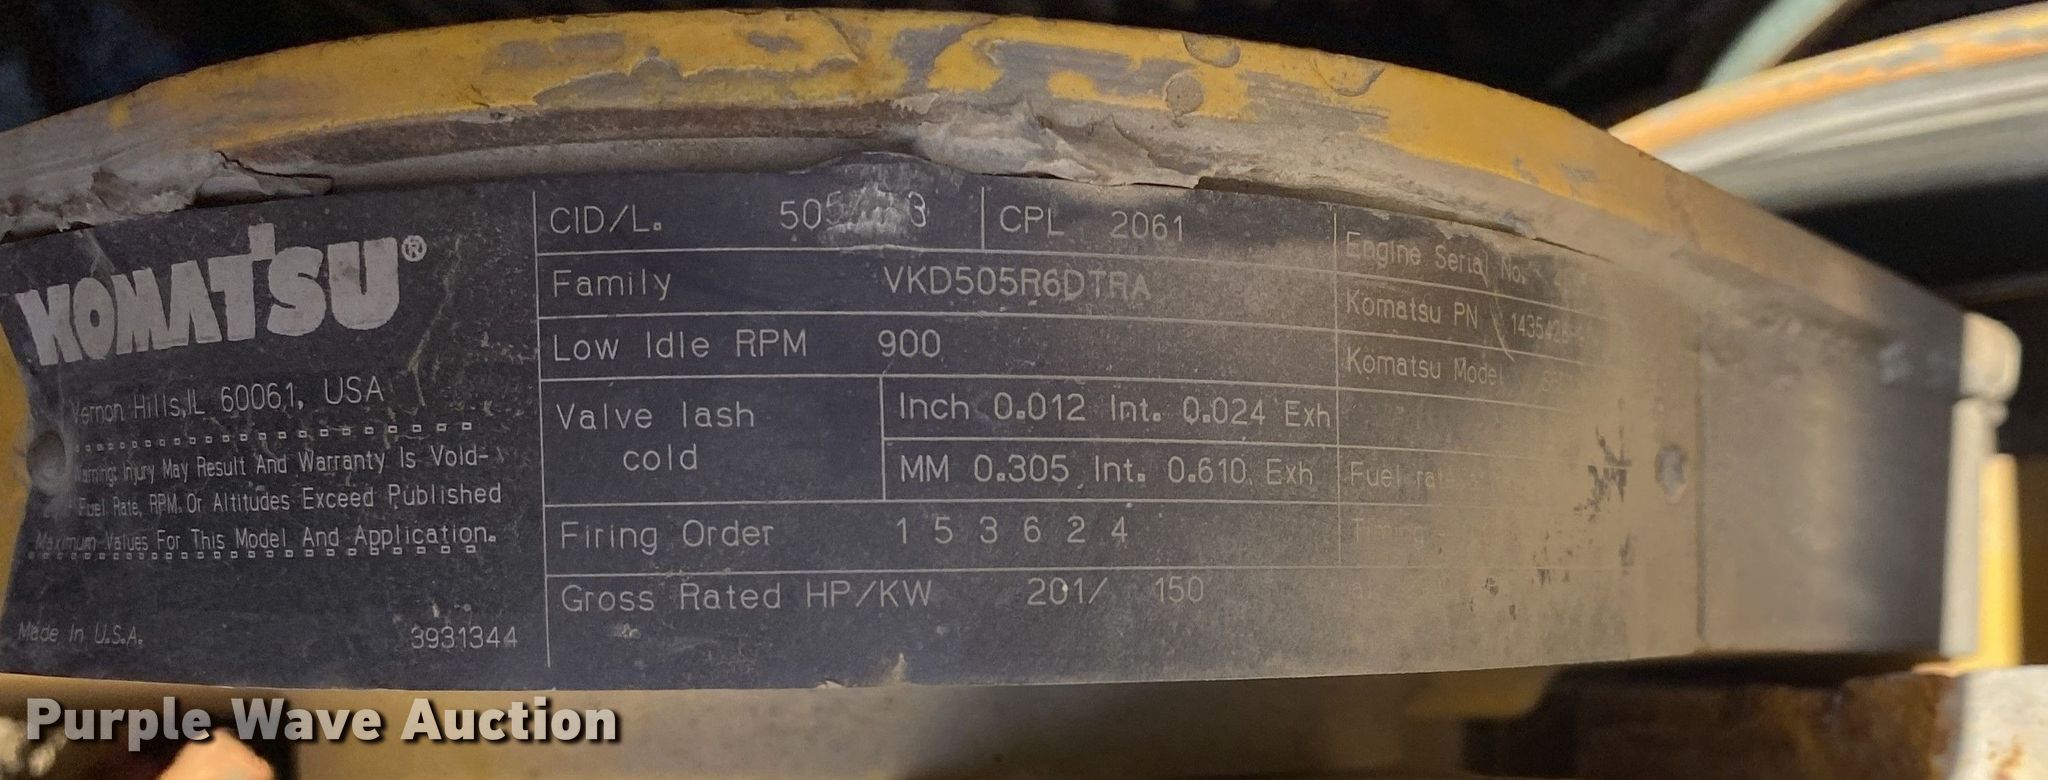 KOMATSU®
Vernon Hills, IL 60061, USA
Warning: Injury May Result And Warranty Is Void-
Fuel Rate, RPM. Or Altitudes Exceed Published
Maximum Values For This Model And Application.
Made In U.S.A. 3931344
CID/L. CPL 2061
Family VKD505R6DTRA
Low Idle RPM 900
Valve lash cold
Inch 0.012 Int. 0.024 Exh
MM 0.305 Int. 0.610 Exh
Firing Order 1 5 3 6 2 4
Gross Rated HP/KW 201/ 150
Engine Serial No.
Komatsu PN
Komatsu Model
Fuel
Timing
Purple Wave Auction